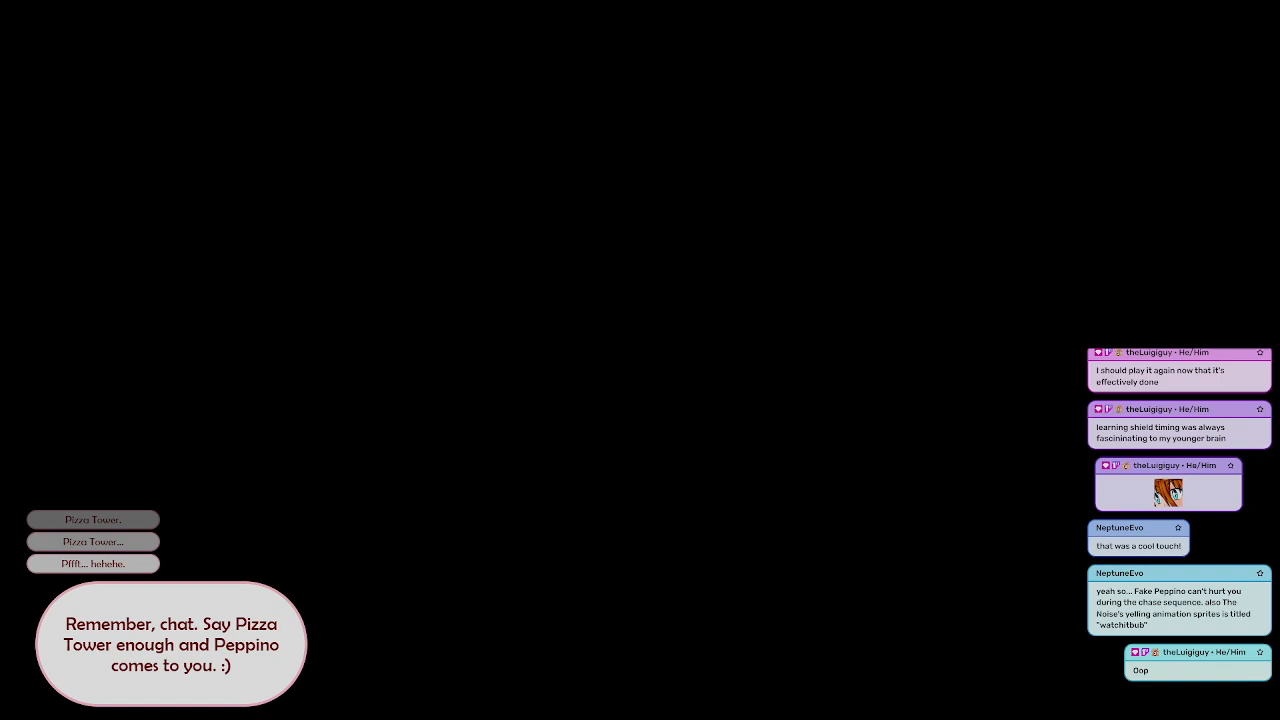 Pizza Tower.
Pizza Tower...
Pffft... hehehe.
Remember, chat. Say Pizza
Tower enough and Peppino
comes to you. :)
theLuigiguy • He/Him
I should play it again now that it's
effectively done
theLuigiguy • He/Him
learning shield timing was always
fascininating to my younger brain
theLuigiguy • He/Him
NeptuneEvo
that was a cool touch!
NeptuneEvo
yeah so... Fake Peppino can't hurt you
during the chase sequence. also The
Noise's yelling animation sprites is titled
"watchitbub"
theLuigiguy • He/Him
Oop